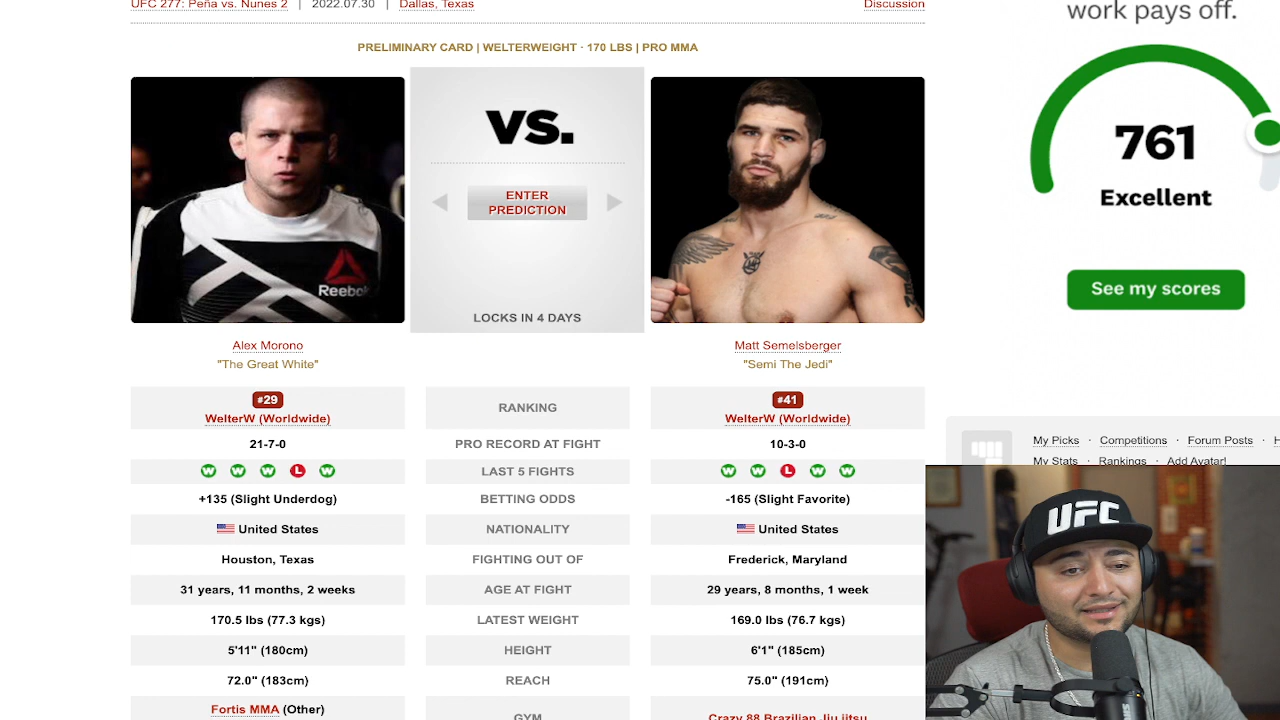 UFC 277: Peña vs. Nunes 2 | 2022.07.30 | Dallas, Texas
Discussion
PRELIMINARY CARD | WELTERWEIGHT · 170 LBS | PRO MMA
Reebok
VS.
ENTER
PREDICTION
LOCKS IN 4 DAYS
Alex Morono
"The Great White"
Matt Semelsberger
"Semi The Jedi"
#29
WelterW (Worldwide)
RANKING
#41
WelterW (Worldwide)
21-7-0 PRO RECORD AT FIGHT 10-3-0
W W W L W LAST 5 FIGHTS W W L W W
+135 (Slight Underdog) BETTING ODDS -165 (Slight Favorite)
United States NATIONALITY United States
Houston, Texas FIGHTING OUT OF Frederick, Maryland
31 years, 11 months, 2 weeks AGE AT FIGHT 29 years, 8 months, 1 week
170.5 lbs (77.3 kgs) LATEST WEIGHT 169.0 lbs (76.7 kgs)
5'11" (180cm) HEIGHT 6'1" (185cm)
72.0" (183cm) REACH 75.0" (191cm)
Fortis MMA (Other) GYM Crazy 88 Brazilian Jiu jitsu
work pays off.
761
Excellent
See my scores
My Picks · Competitions · Forum Posts · H
My Stats · Rankings · Add Avatar!
UFC